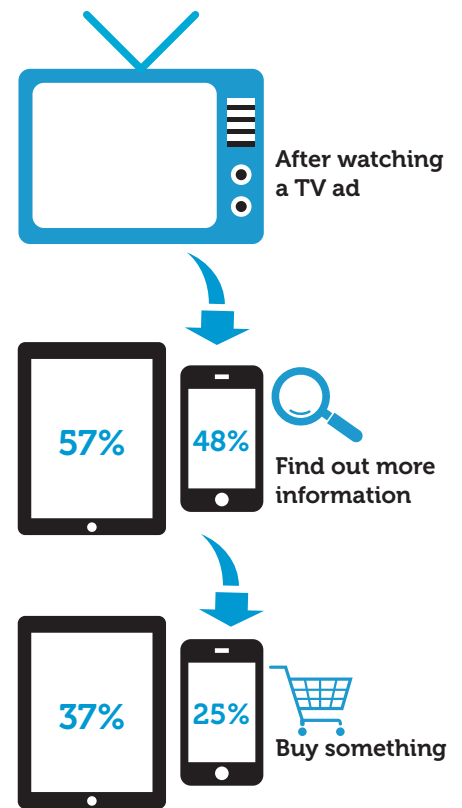 After watching
a TV ad
57%
48%
Find out more
information
37%
25%
Buy something